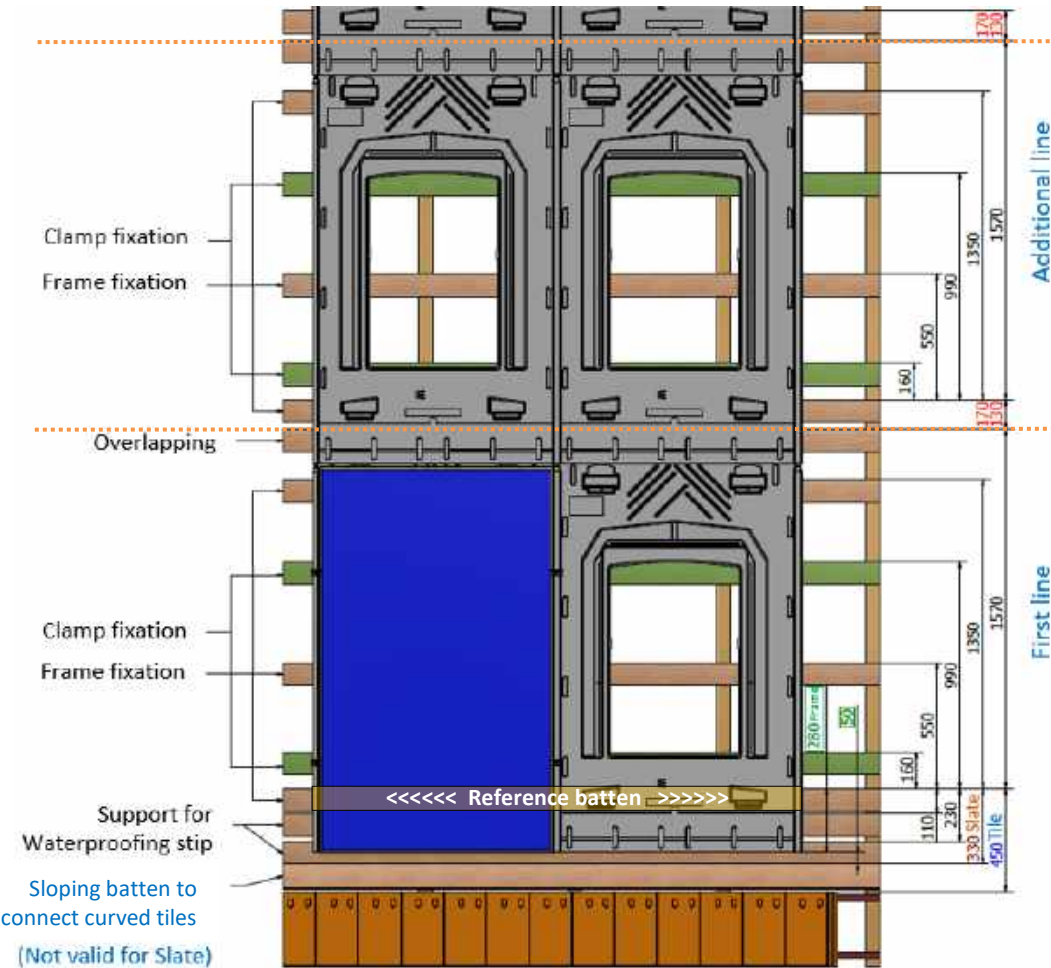 170
130
Additional line
1570
1350
990
550
160
Clamp fixation
Frame fixation
170
130
Overlapping
First line
1570
1350
990
550
160
280 Frame
50
Clamp fixation
Frame fixation
<<<<<< Reference batten >>>>>>
110
230
330 Slate
450 Tile
Support for
Waterproofing stip
Sloping batten to
connect curved tiles
(Not valid for Slate)